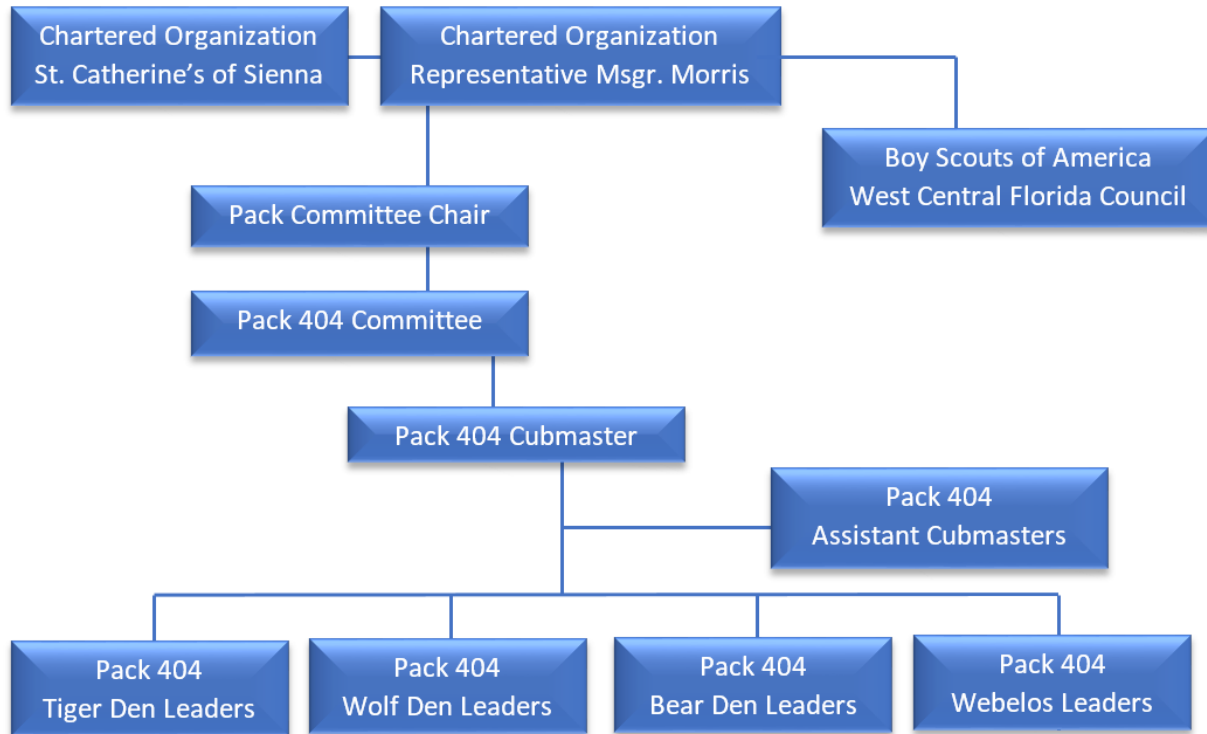 Chartered Organization
St. Catherine’s of Sienna
Chartered Organization
Representative Msgr. Morris
Boy Scouts of America
West Central Florida Council
Pack Committee Chair
Pack 404 Committee
Pack 404 Cubmaster
Pack 404
Assistant Cubmasters
Pack 404
Tiger Den Leaders
Pack 404
Wolf Den Leaders
Pack 404
Bear Den Leaders
Pack 404
Webelos Leaders